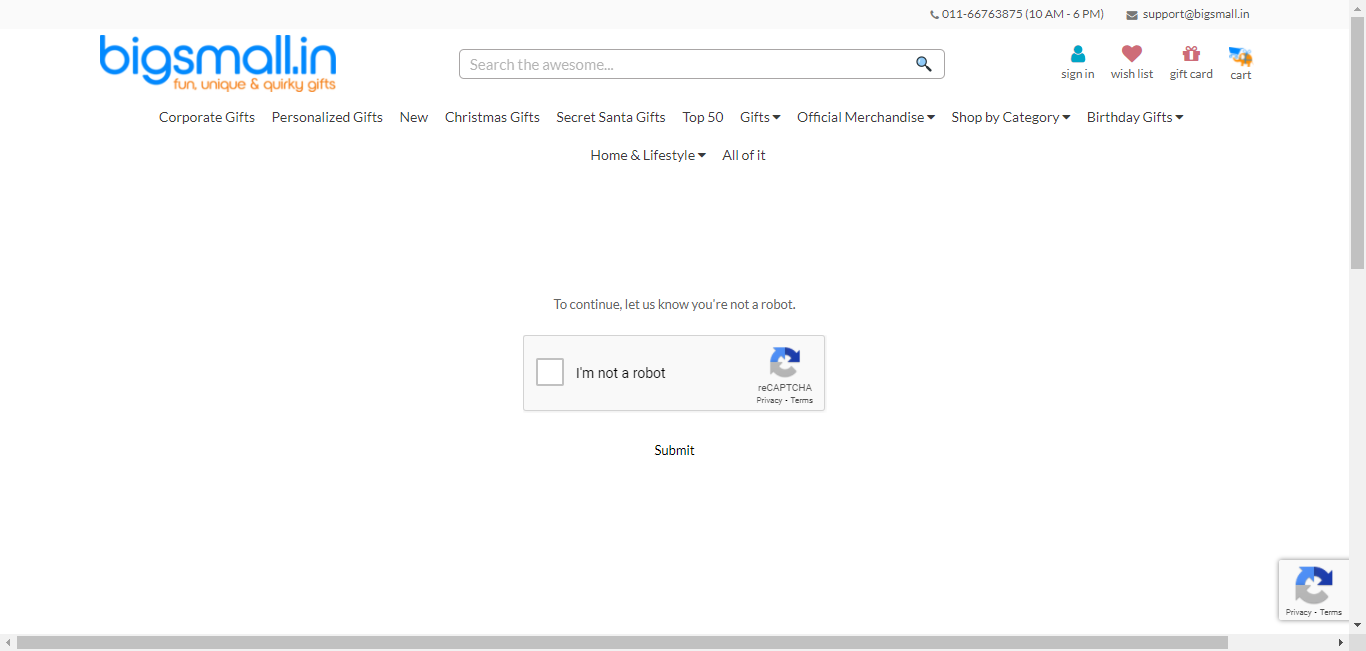 011-66763875 (10 AM - 6 PM) support@bigsmall.in
bigsmall.in
fun, unique & quirky gifts
Search the awesome...
sign in wish list gift card cart
Corporate Gifts Personalized Gifts New Christmas Gifts Secret Santa Gifts Top 50 Gifts Official Merchandise Shop by Category Birthday Gifts
Home & Lifestyle All of it
To continue, let us know you're not a robot.
I'm not a robot
reCAPTCHA
Privacy - Terms
Submit
Privacy - Terms